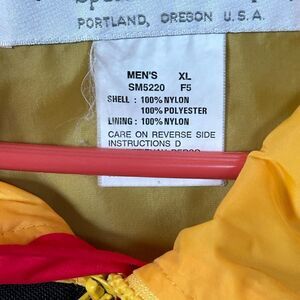 PORTLAND, OREGON U.S.A.
MEN'S XL
SM5220 F5
SHELL : 100% NYLON
100% POLYESTER
LINING : 100% NYLON
CARE ON REVERSE SIDE
INSTRUCTIONS D